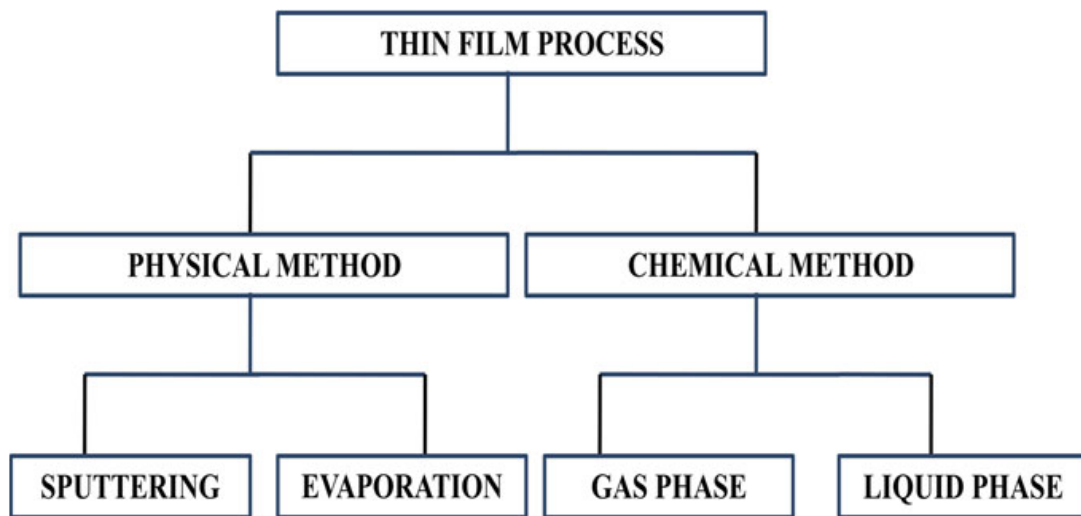 THIN FILM PROCESS
PHYSICAL METHOD
CHEMICAL METHOD
SPUTTERING
EVAPORATION
GAS PHASE
LIQUID PHASE